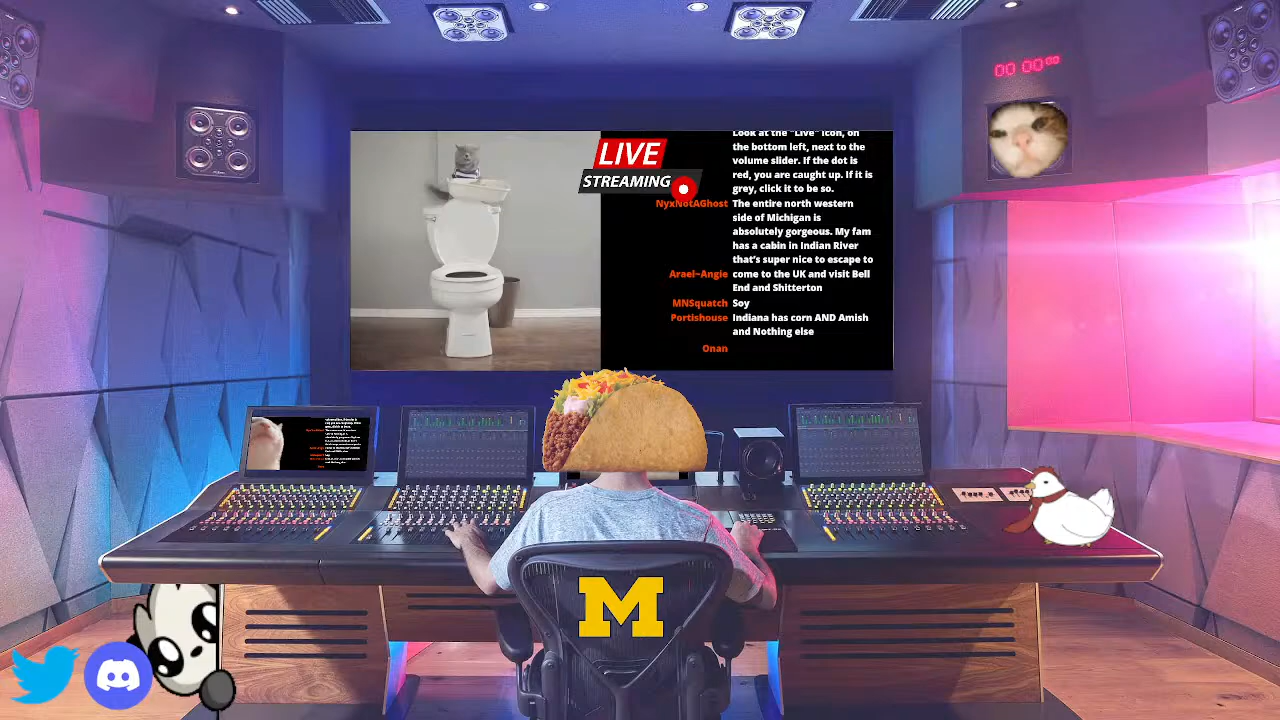 00 00 00
LIVE
STREAMING
Look at the "Live" icon, on
the bottom left, next to the
volume slider. If the dot is
red, you are caught up. If it is
grey, click it to be so.
NyxNotAGhost The entire north western
side of Michigan is
absolutely gorgeous. My fam
has a cabin in Indian River
that's super nice to escape to
Arael~Angie come to the UK and visit Bell
End and Shitterton
MNSquatch Soy
Portishouse Indiana has corn AND Amish
and Nothing else
Onan
M